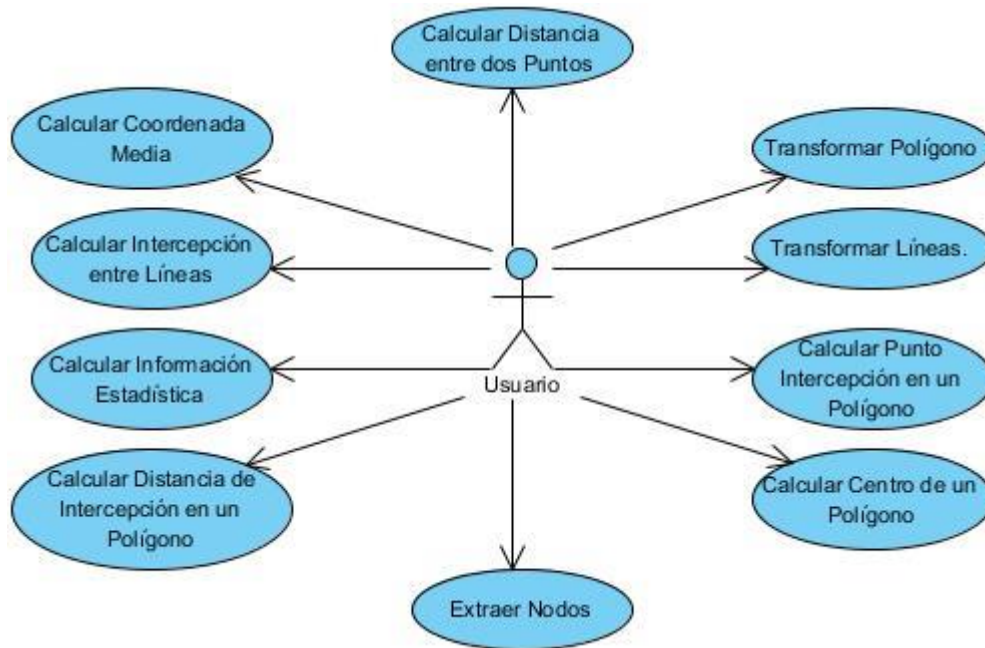 Calcular Distancia
entre dos Puntos
Calcular Coordenada
Media
Transformar Polígono
Calcular Intercepción
entre Líneas
Transformar Líneas.
Calcular Información
Estadística
Usuario
Calcular Punto
Intercepción en un
Polígono
Calcular Distancia de
Intercepción en un
Polígono
Calcular Centro de un
Polígono
Extraer Nodos